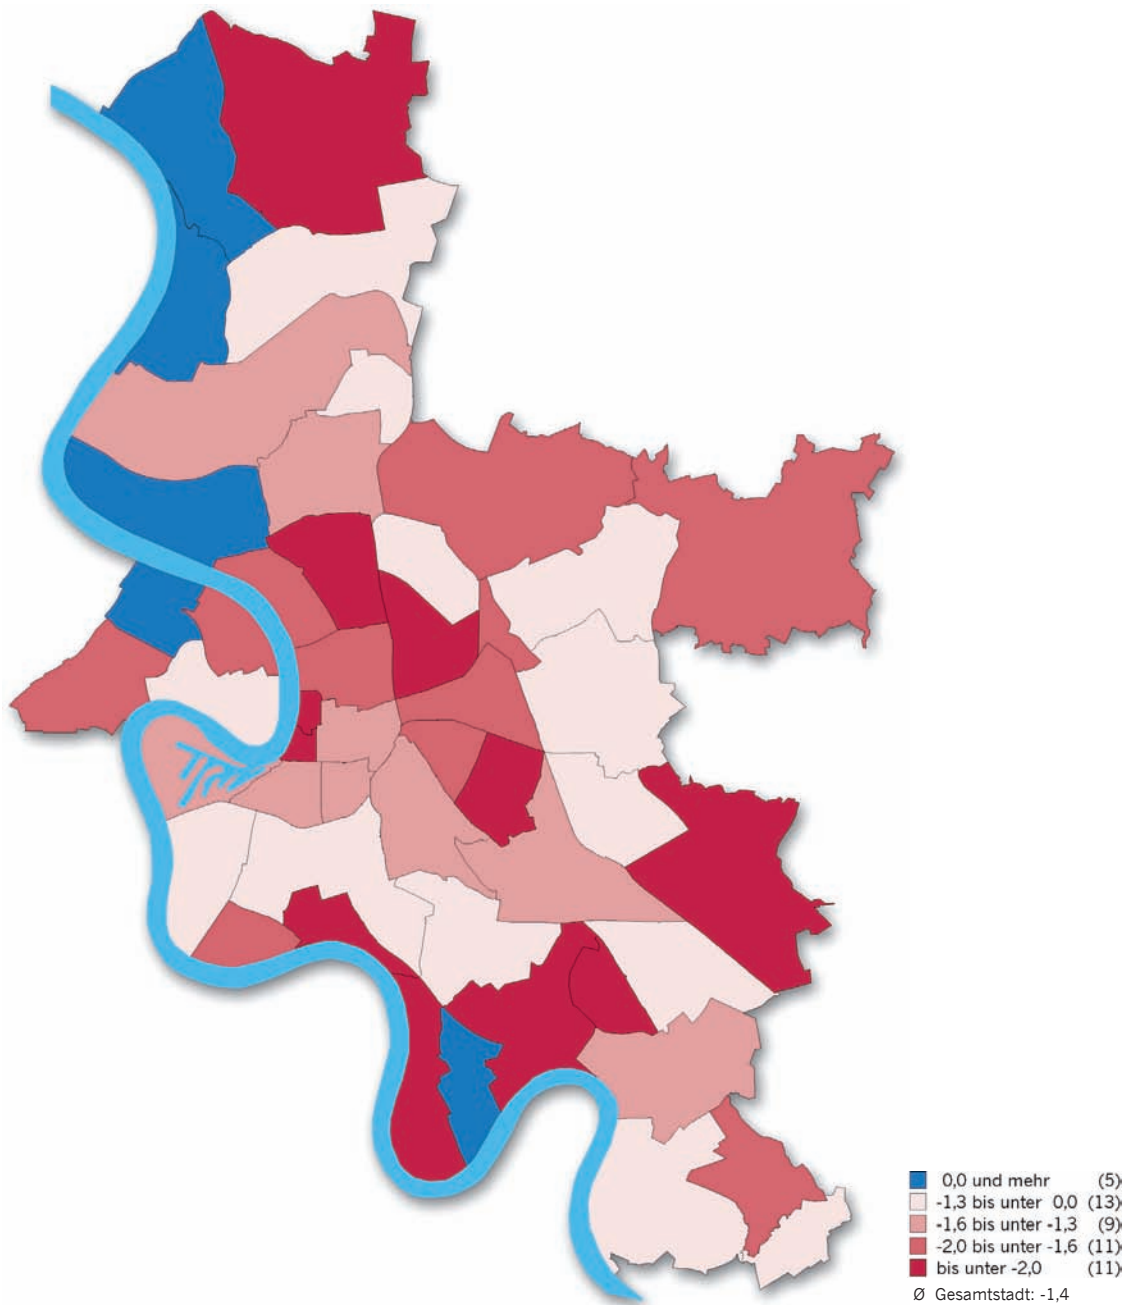 0,0 und mehr (5)
-1,3 bis unter 0,0 (13)
-1,6 bis unter -1,3 (9)
-2,0 bis unter -1,6 (11)
bis unter -2,0 (11)
Ø Gesamtstadt: -1,4